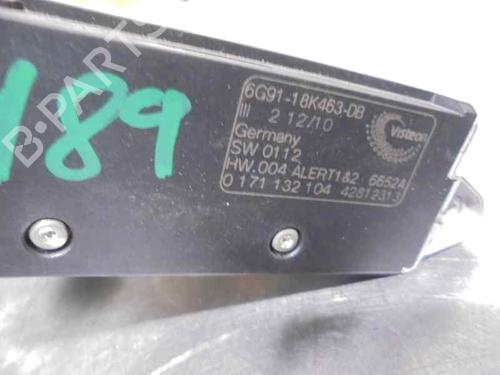 189
6G91-18K463-DB
III 2 12/10
Visteon
Germany
SW 0112
HW.004 ALERT1&2 6652A
0 171 132 104 42812313
B-PARTS